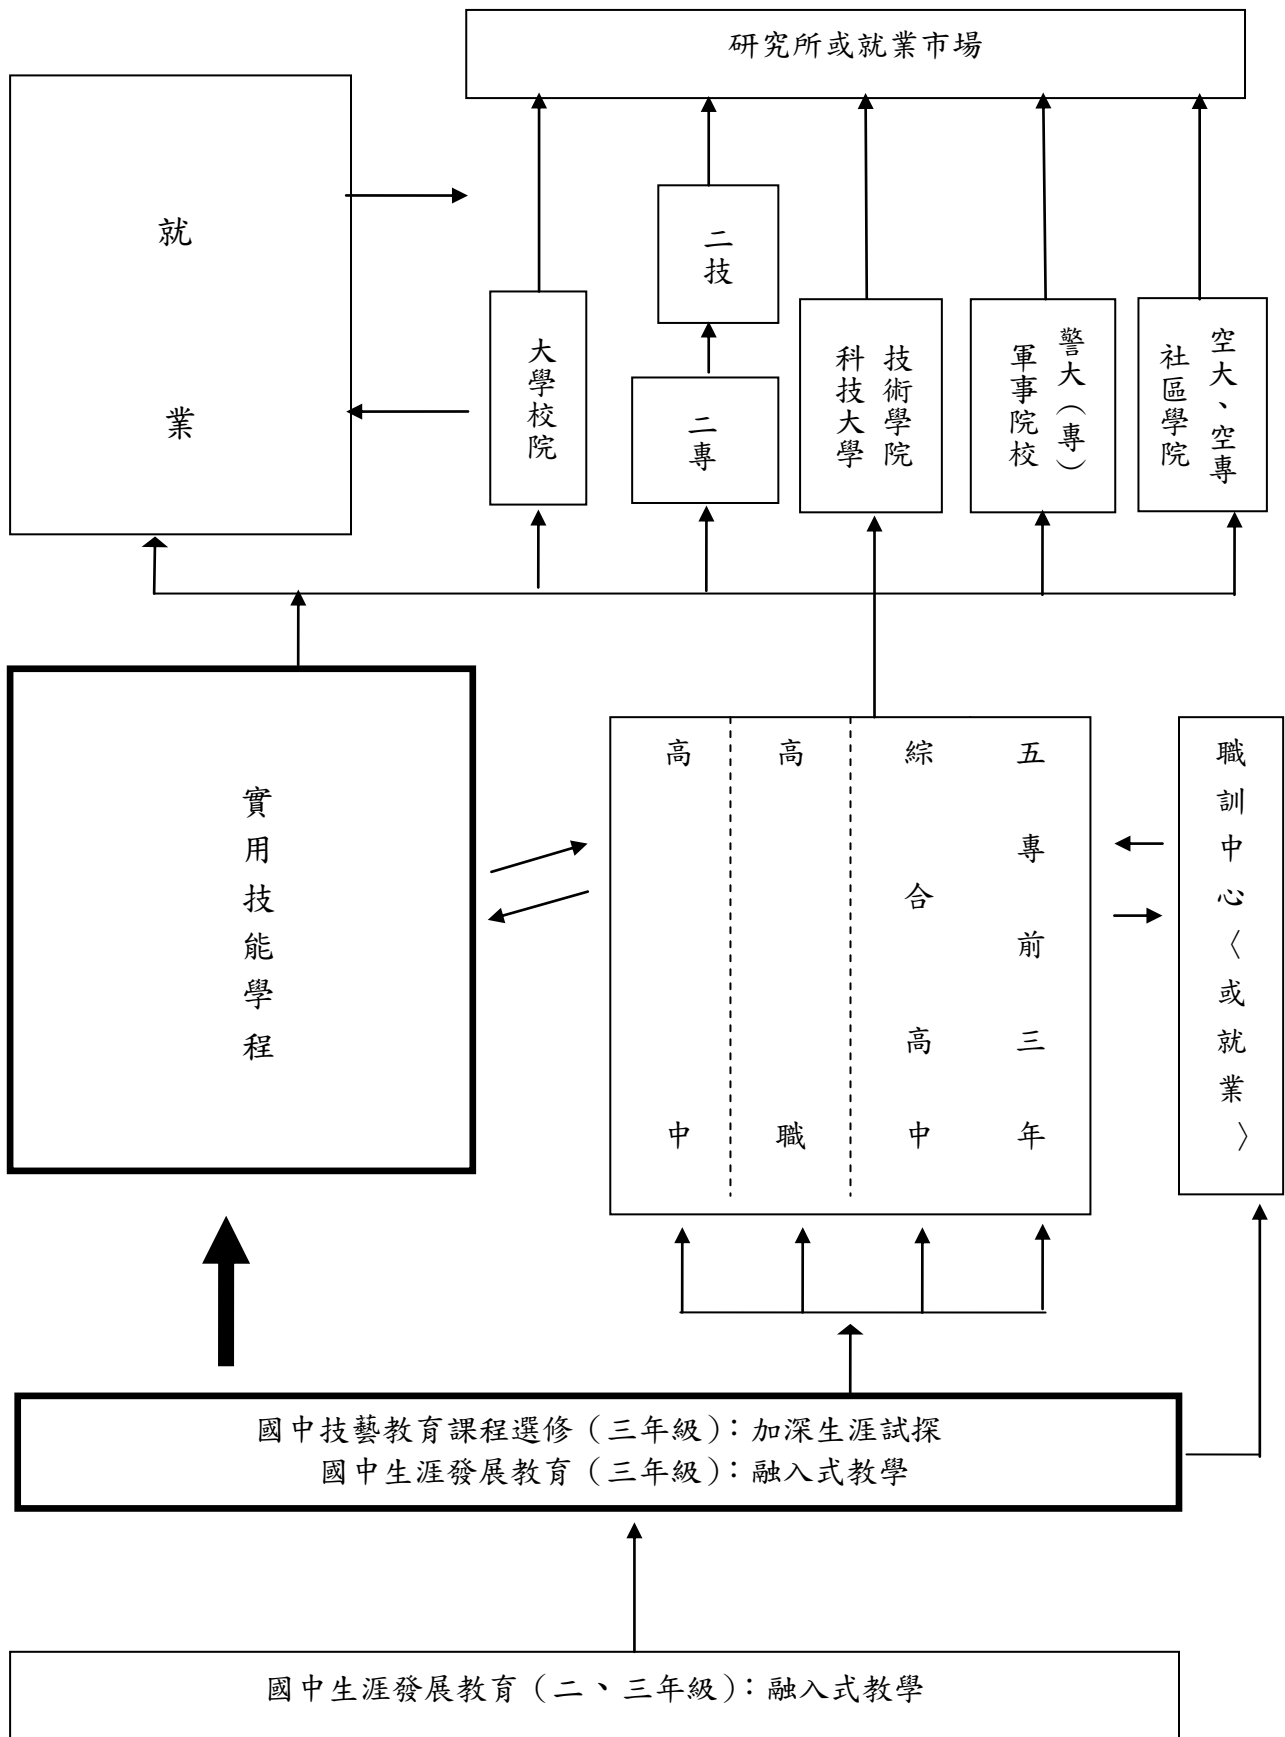 研究所或就業市場
就業
大學校院
二技
二專
技術學院
科技大學
警大（專）
軍事院校
空大、空專
社區學院
實用技能學程
高中
高職
綜合高中
五專前三年
職訓中心〈或就業〉
國中技藝教育課程選修（三年級）：加深生涯試探
國中生涯發展教育（三年級）：融入式教學
國中生涯發展教育（二、三年級）：融入式教學